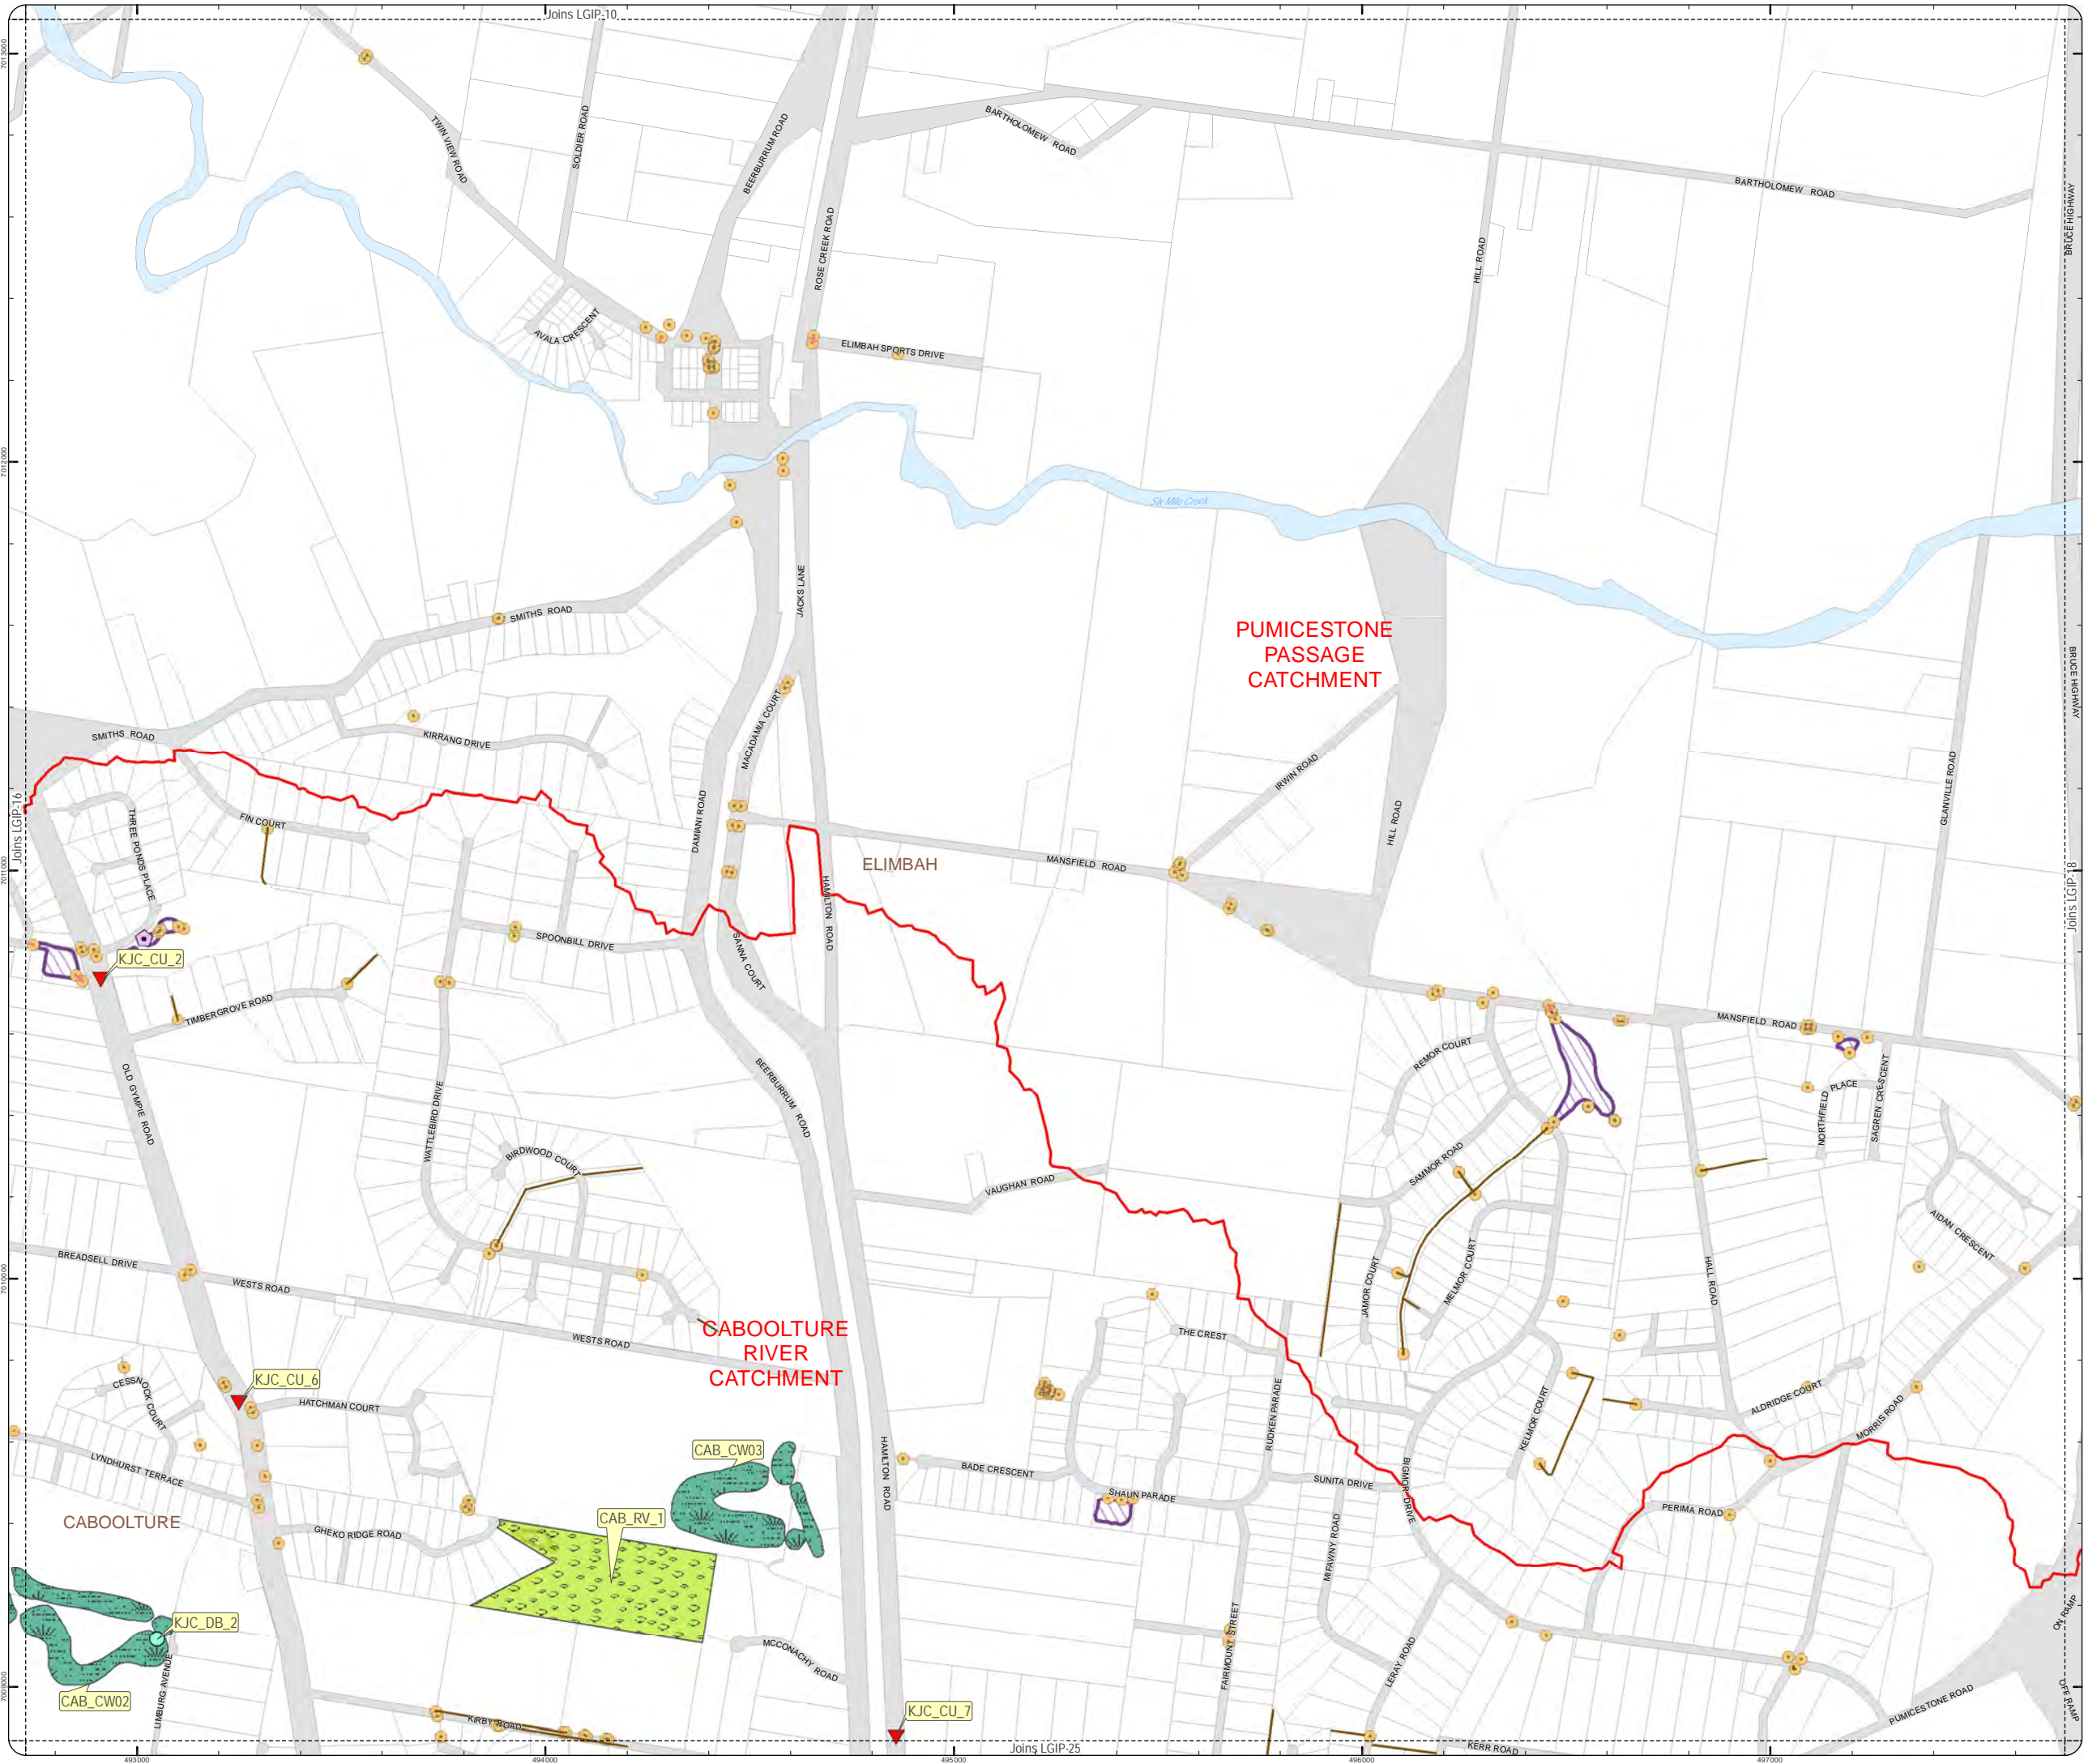 Joins LGIP-10
7013000
TWIN VIEW ROAD
SOLDIER ROAD
BEERBURRUM ROAD
BARTHOLOMEW ROAD
BARTHOLOMEW ROAD
BRUCE HIGHWAY
ROSE CREEK ROAD
HILL ROAD
AVALA CRESCENT
ELIMBAH SPORTS DRIVE
7012000
Six Mile Creek
SMITHS ROAD
JACKS LANE
PUMICESTONE
PASSAGE
CATCHMENT
BRUCE HIGHWAY
SMITHS ROAD
KIRRANG DRIVE
MACADAMIA COURT
IRWIN ROAD
GLANVILLE ROAD
Joins LGIP-16
THREE PONDS PLACE
FIN COURT
DAMIANI ROAD
HILL ROAD
7011000
ELIMBAH
MANSFIELD ROAD
Joins LGIP-18
HAMILTON ROAD
SPOONBILL DRIVE
SANNA COURT
KJC_CU_2
TIMBERGROVE ROAD
MANSFIELD ROAD
OLD GYMPIE ROAD
REMOR COURT
BEERBURRUM ROAD
WATTLEBIRD DRIVE
NORTHFIELD PLACE
SAGREN CRESCENT
BIRDWOOD COURT
SAMMOR ROAD
VAUGHAN ROAD
AIDAN CRESCENT
BREADSELL DRIVE
7010000
WESTS ROAD
JAMOR COURT
MELMOR COURT
HALL ROAD
WESTS ROAD
CABOOLTURE
RIVER
CATCHMENT
THE CREST
KJC_CU_6
CESSNOCK COURT
HATCHMAN COURT
RUDKEN PARADE
KELMOR COURT
ALDRIDGE COURT
MORRIS ROAD
CAB_CW03
LYNDHURST TERRACE
HAMILTON ROAD
BADE CRESCENT
SUNITA DRIVE
BIGMOR DRIVE
SHAUN PARADE
CAB_RV_1
CABOOLTURE
GHEKO RIDGE ROAD
PERIMA ROAD
MIFAWNY ROAD
KJC_DB_2
ON RAMP
MCCONACHY ROAD
FAIRMOUNT STREET
LERAY ROAD
7009000
CAB_CW02
LIMBURG AVENUE
OFF RAMP
KIRBY ROAD
KJC_CU_7
PUMICESTONE ROAD
Joins LGIP-25
KERR ROAD
493000
494000
495000
496000
497000